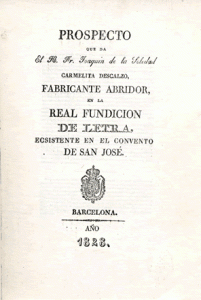 PROSPECTO
QUE DA
El P. Fr. Joaquin de la Soledad
CARMELITA DESCALZO,
FABRICANTE ABRIDOR,
EN LA
REAL FUNDICION
DE LETRA,
ECSISTENTE EN EL CONVENTO
DE SAN JOSÉ.
BARCELONA.
AÑO
1828.